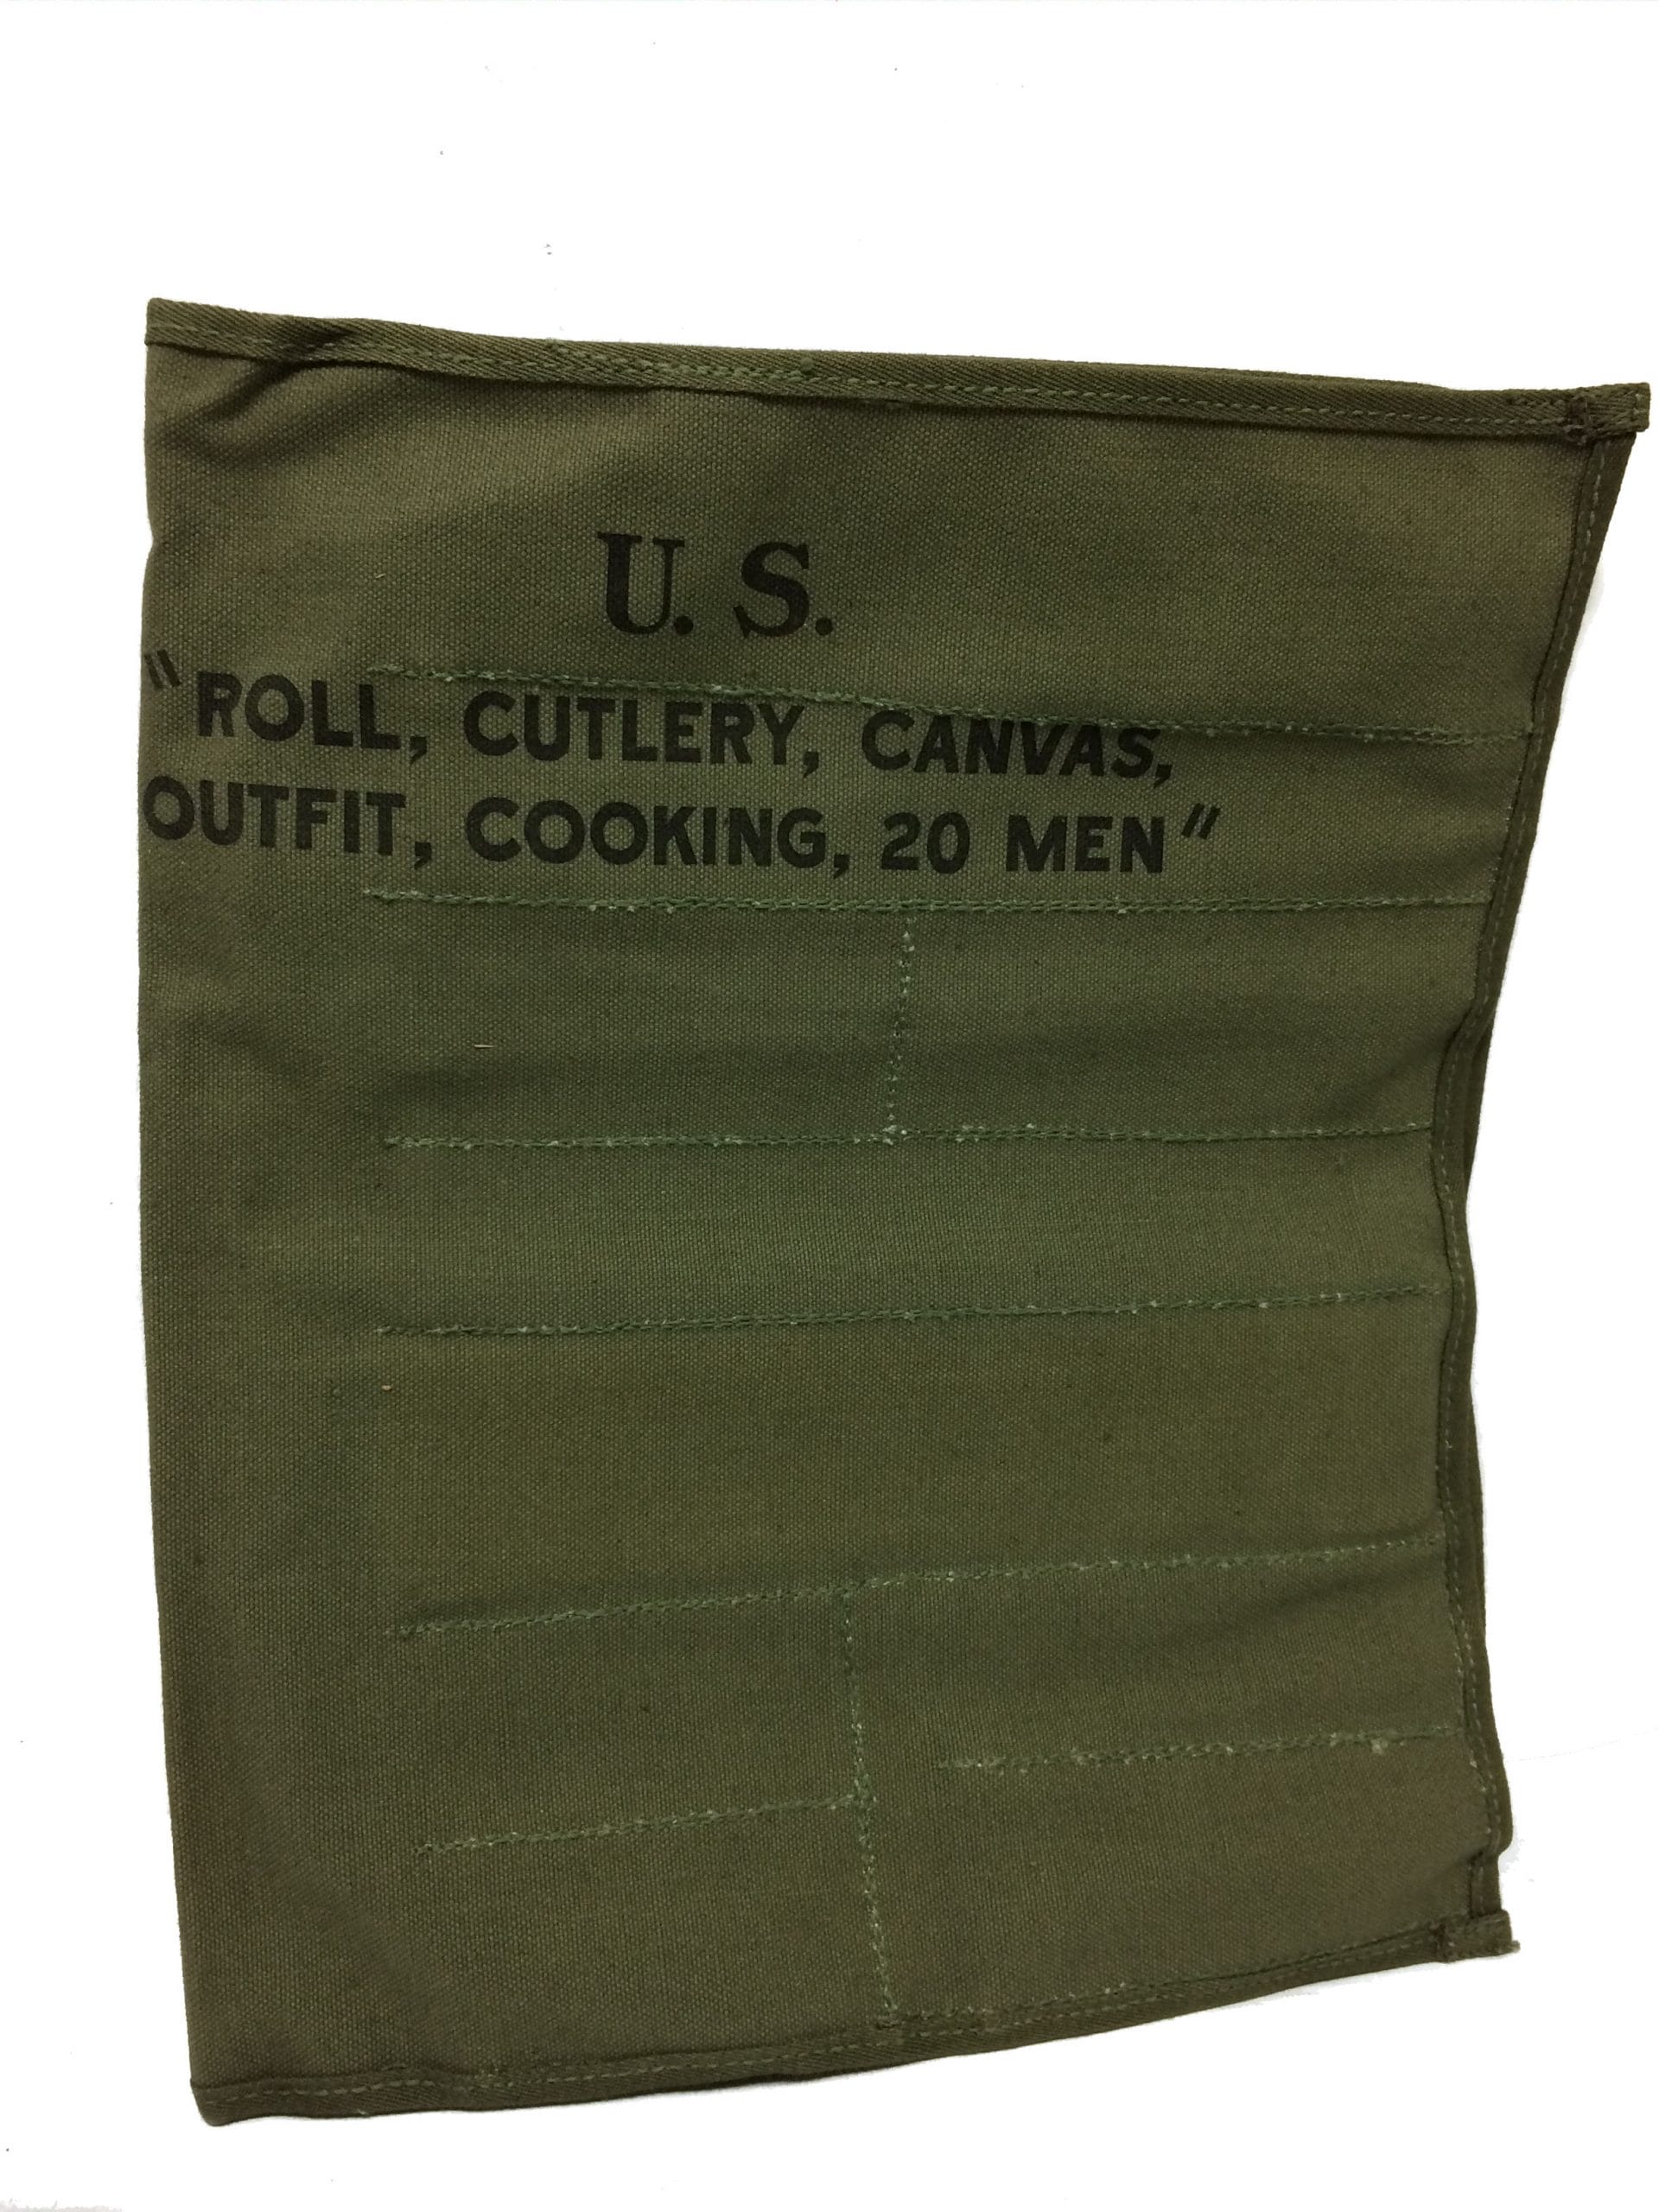 U. S.
"ROLL, CUTLERY, CANVAS,
OUTFIT, COOKING, 20 MEN"